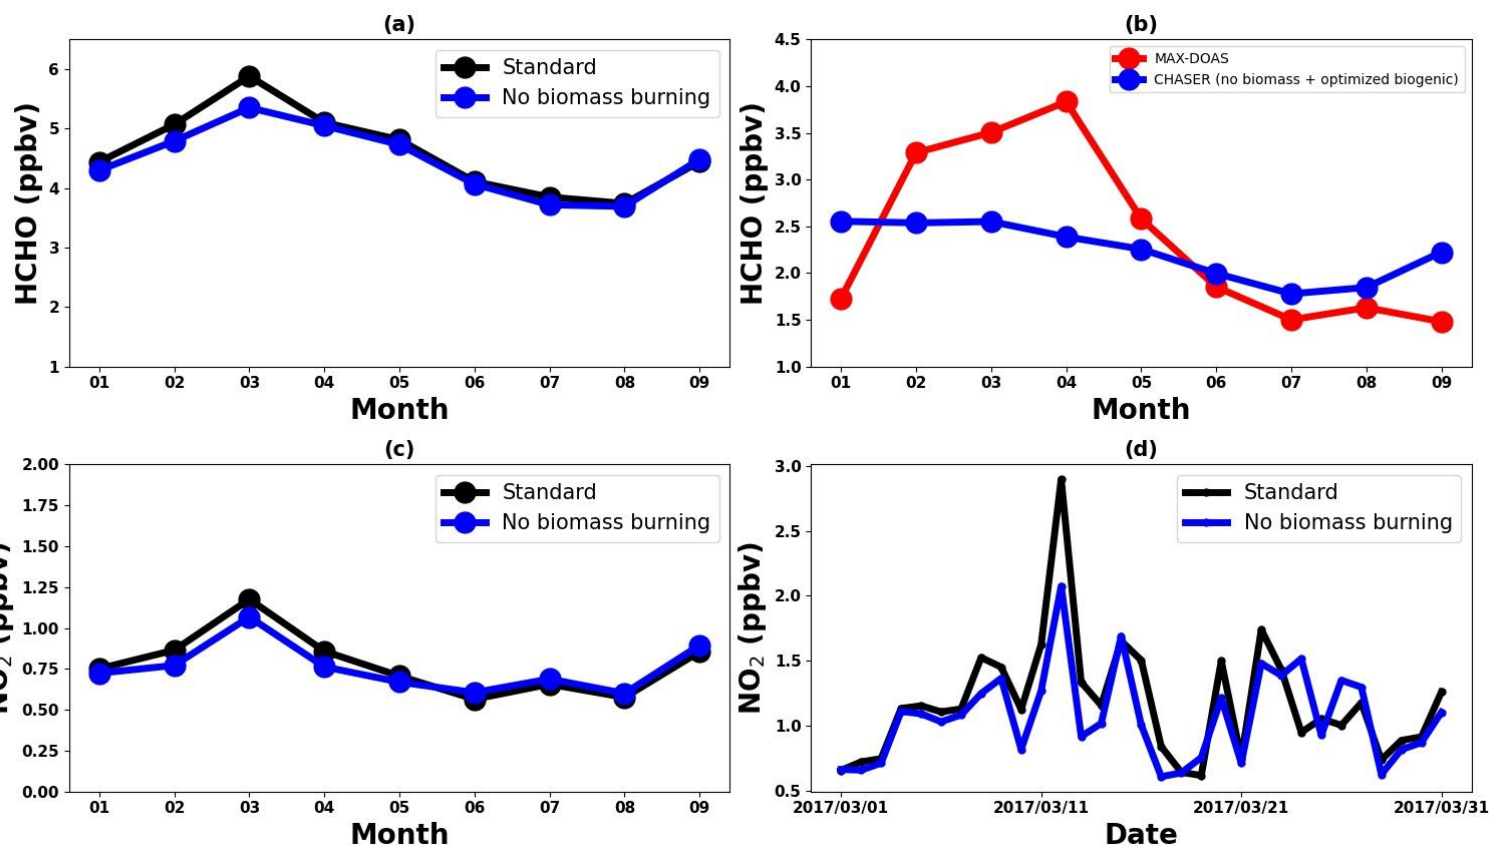 (a)
HCHO (ppbv)
6
5
4
3
2
1
Standard
No biomass burning
01 02 03 04 05 06 07 08 09
Month
(b)
HCHO (ppbv)
4.5
4.0
3.5
3.0
2.5
2.0
1.5
1.0
MAX-DOAS
CHASER (no biomass + optimized biogenic)
01 02 03 04 05 06 07 08 09
Month
(c)
NO2 (ppbv)
2.00
1.75
1.50
1.25
1.00
0.75
0.50
0.25
0.00
Standard
No biomass burning
01 02 03 04 05 06 07 08 09
Month
(d)
NO2 (ppbv)
3.0
2.5
2.0
1.5
1.0
0.5
Standard
No biomass burning
2017/03/01 2017/03/11 2017/03/21 2017/03/31
Date